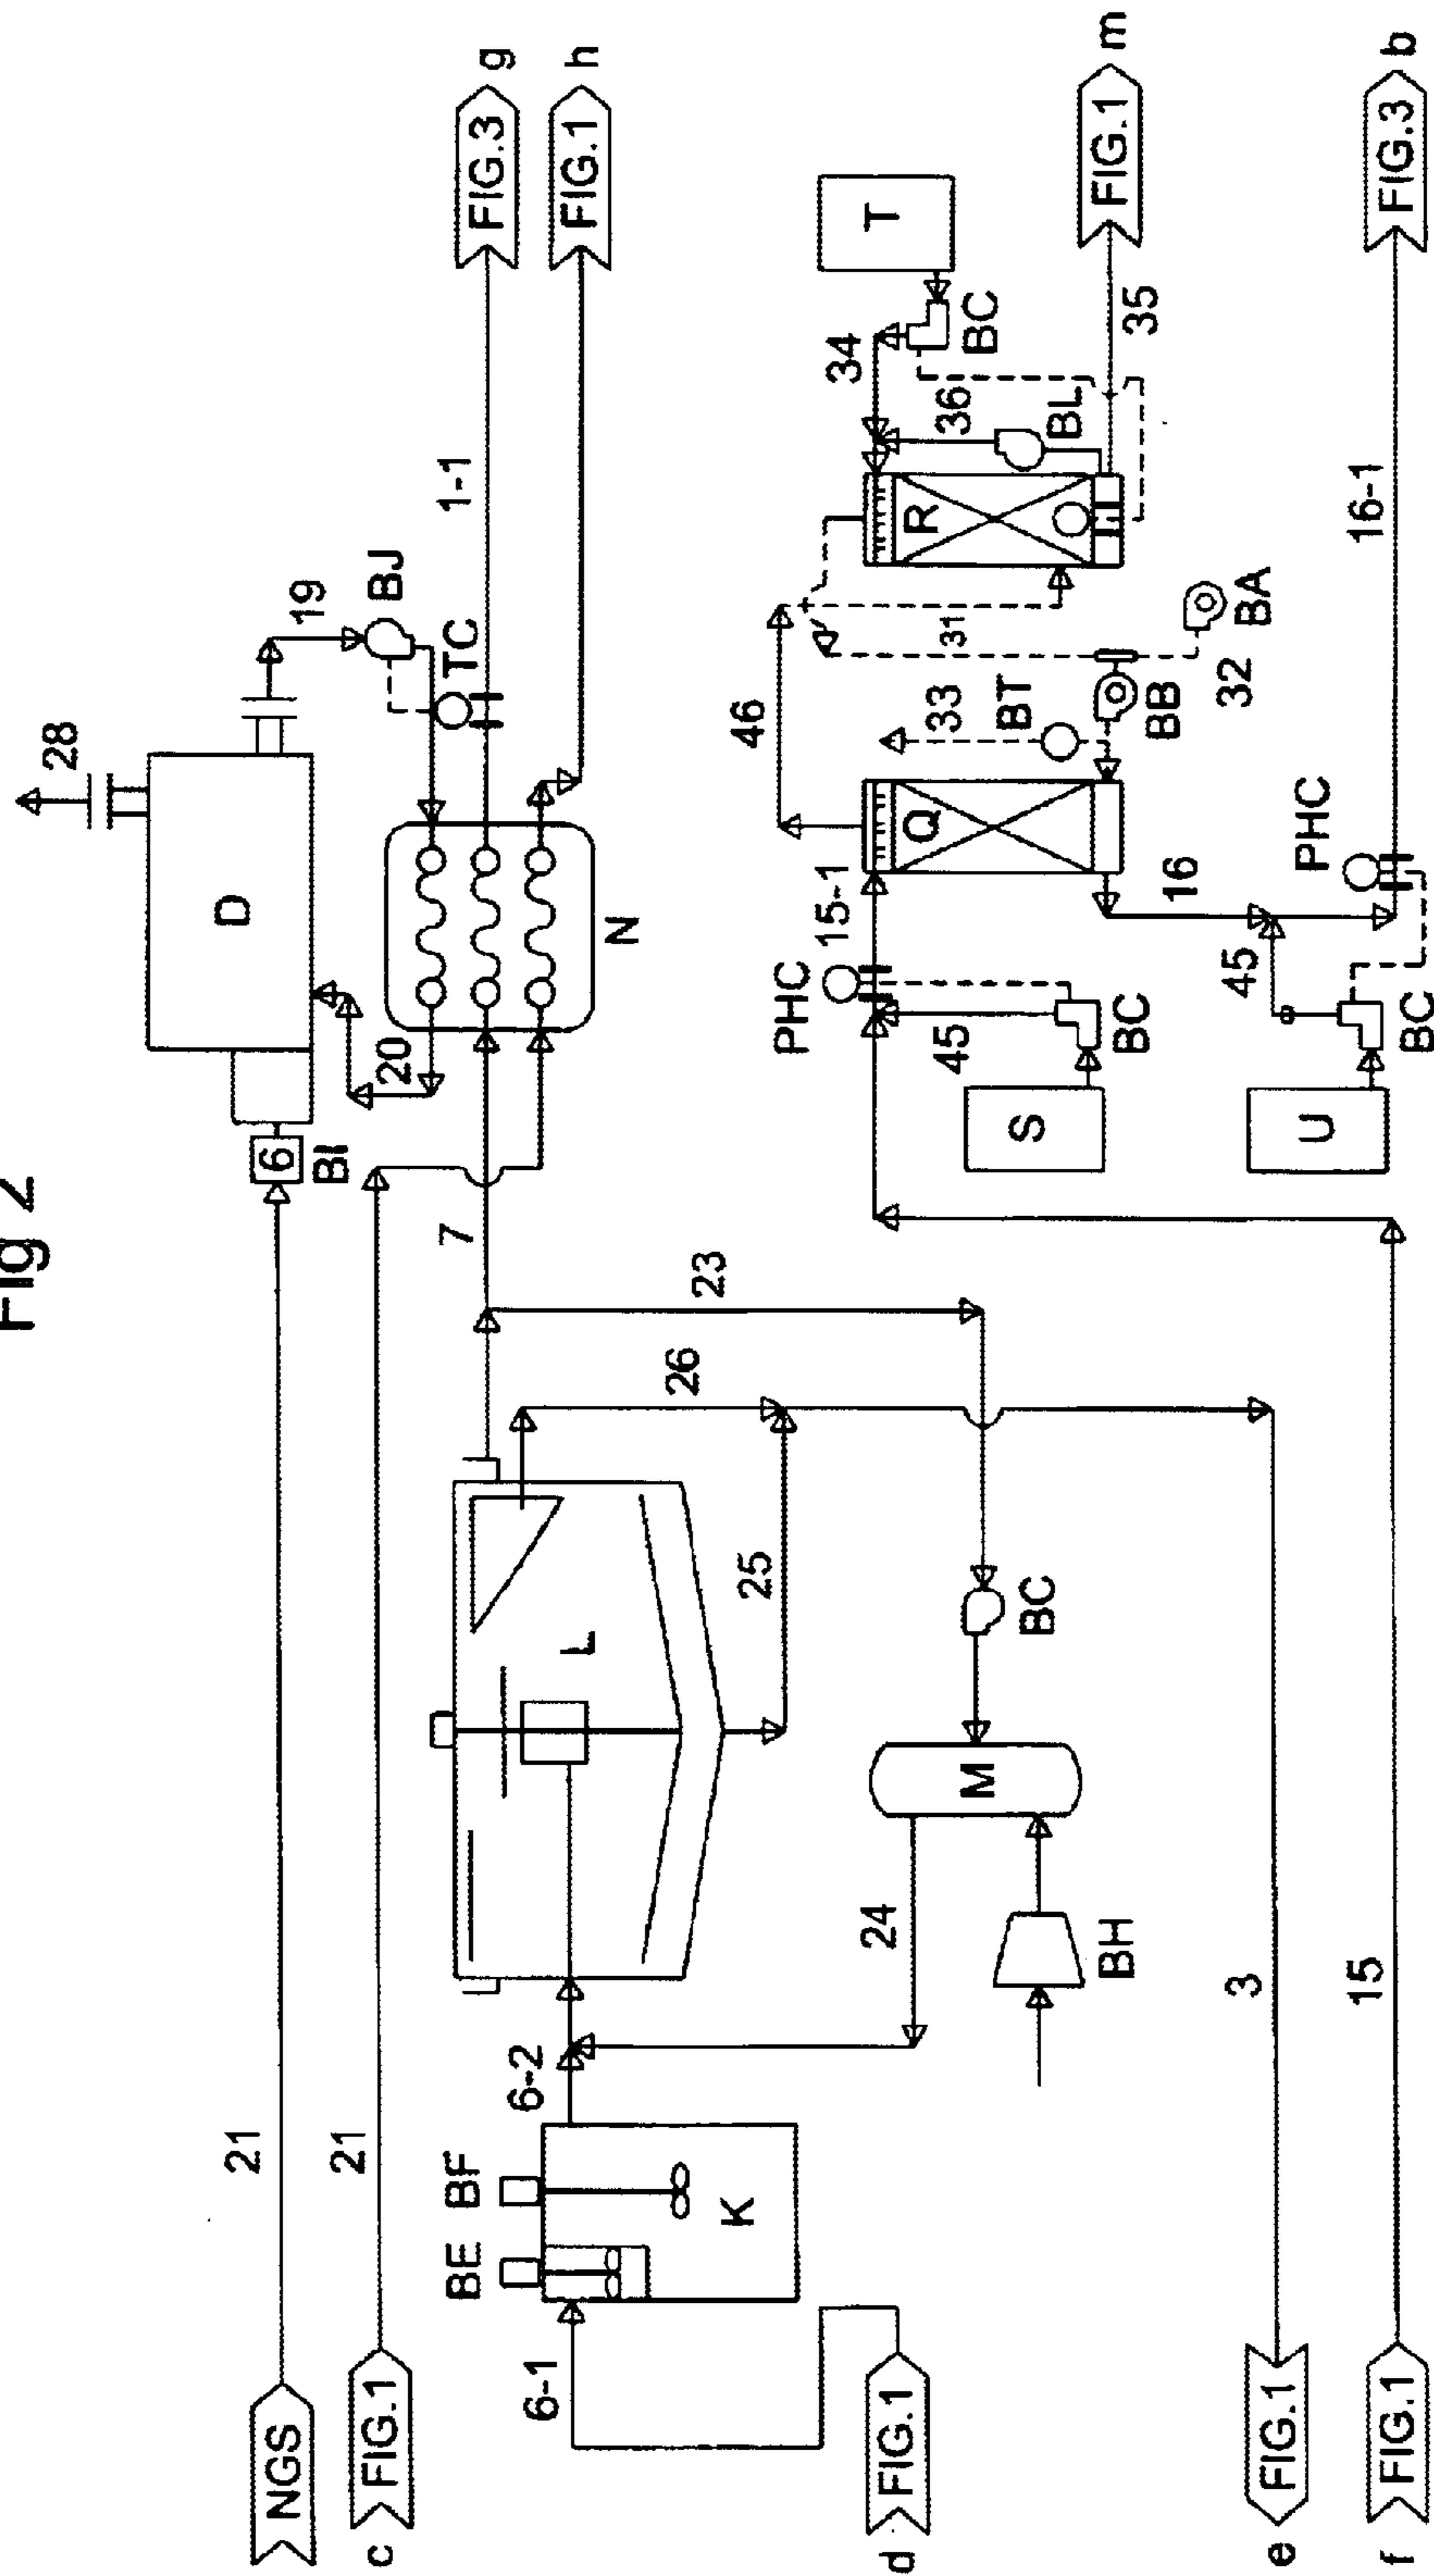 Fig 2
28
19
BJ
TC
1-1
FIG.3 g
FIG.1 h
D
6
BI
20
N
7
NGS
21
c FIG.1
21
BE
BF
K
6-1
6-2
d FIG.1
L
26
25
23
24
M
BC
BH
e FIG.1
3
f FIG.1
15
PHC
15-1
45
S
BC
Q
46
33
BT
BB
31
32
BA
R
34
36
BL
BC
T
35
FIG.1 m
16
45
U
BC
PHC
16-1
FIG.3 b